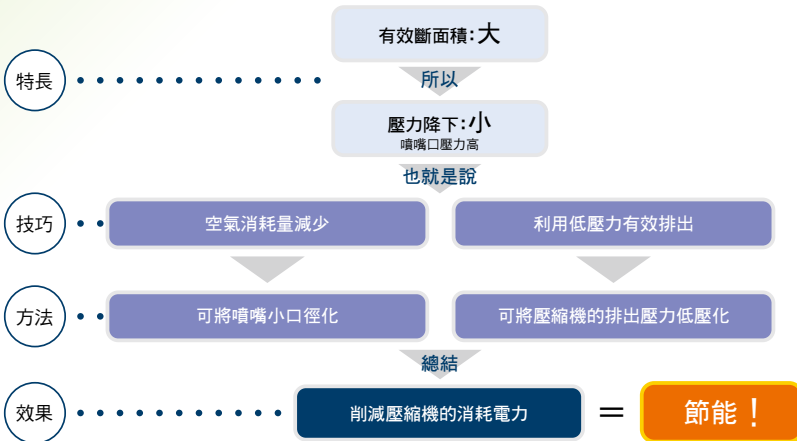 有效斷面積:大
特長
所以
壓力降下:小
噴嘴口壓力高
也就是說
技巧
空氣消耗量減少
利用低壓力有效排出
方法
可將噴嘴小口徑化
可將壓縮機的排出壓力低壓化
總結
效果
削減壓縮機的消耗電力
=
節能!